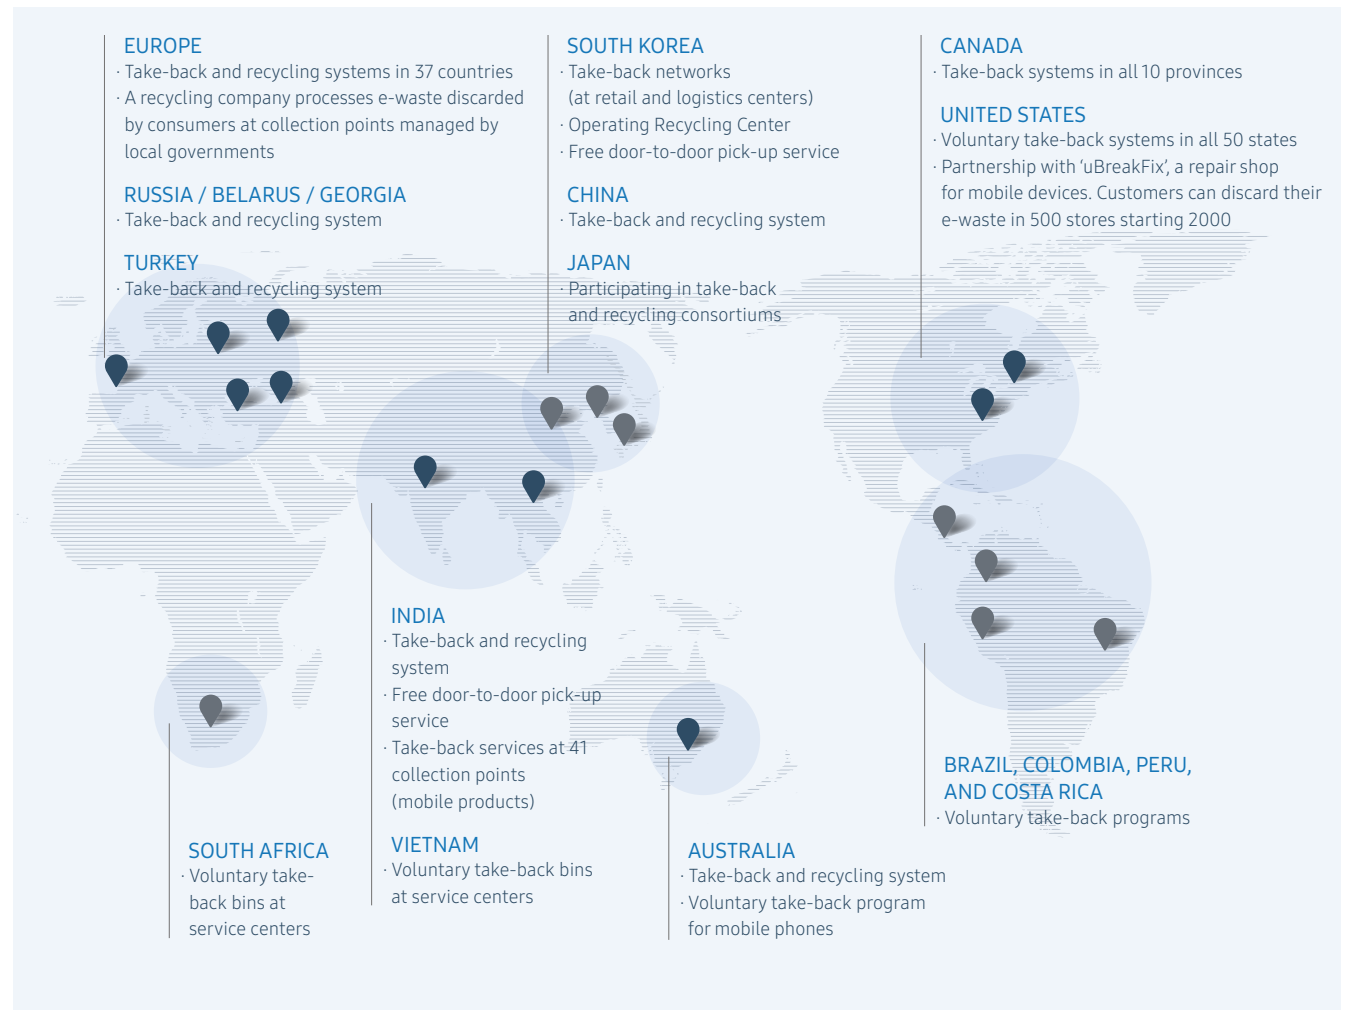 EUROPE
· Take-back and recycling systems in 37 countries
· A recycling company processes e-waste discarded
by consumers at collection points managed by
local governments
RUSSIA / BELARUS / GEORGIA
· Take-back and recycling system
TURKEY
· Take-back and recycling system
SOUTH KOREA
· Take-back networks
(at retail and logistics centers)
· Operating Recycling Center
· Free door-to-door pick-up service
CHINA
· Take-back and recycling system
JAPAN
· Participating in take-back
and recycling consortiums
CANADA
· Take-back systems in all 10 provinces
UNITED STATES
· Voluntary take-back systems in all 50 states
· Partnership with ‘uBreakFix’, a repair shop
for mobile devices. Customers can discard their
e-waste in 500 stores starting 2000
INDIA
· Take-back and recycling
system
· Free door-to-door pick-up
service
· Take-back services at 41
collection points
(mobile products)
VIETNAM
· Voluntary take-back bins
at service centers
SOUTH AFRICA
· Voluntary take-
back bins at
service centers
AUSTRALIA
· Take-back and recycling system
· Voluntary take-back program
for mobile phones
BRAZIL, COLOMBIA, PERU,
AND COSTA RICA
· Voluntary take-back programs